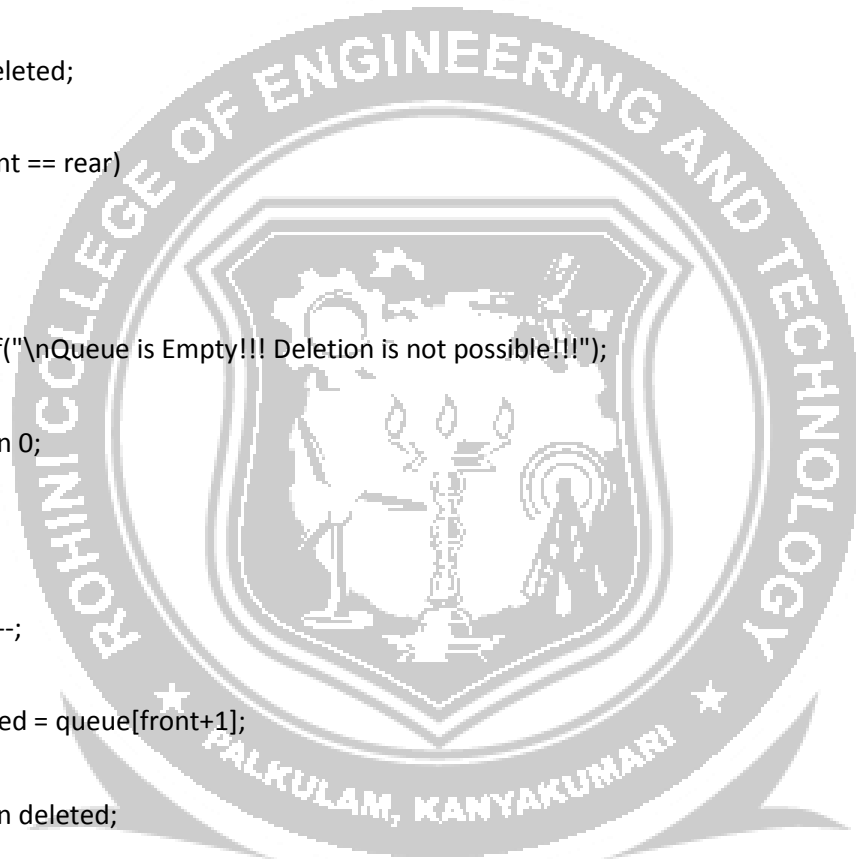 eleted;
nt == rear)
f("\nQueue is Empty!!! Deletion is not possible!!!");
n 0;
--;
ed = queue[front+1];
n deleted;
ROHINI COLLEGE OF ENGINEERING AND TECHNOLOGY
PALKULAM, KANYAKUMARI